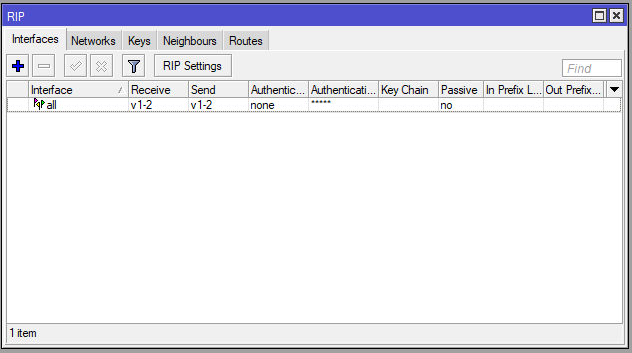 RIP
Interfaces Networks Keys Neighbours Routes
RIP Settings Find
Interface Receive Send Authentic... Authenticati... Key Chain Passive In Prefix L... Out Prefix...
all v1-2 v1-2 none ***** no
1 item